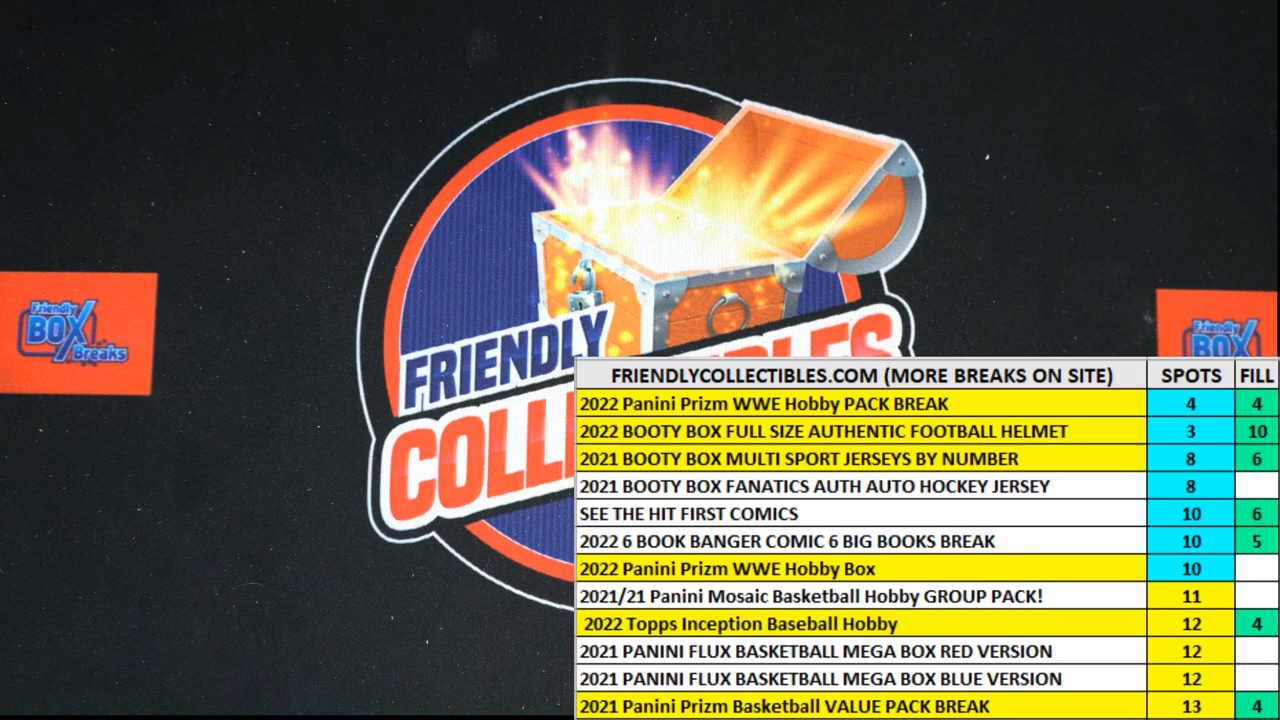 Friendly
BOX
Breaks
Friendly
BOX
FRIENDLY
FRIENDLYCOLLECTIBLES.COM (MORE BREAKS ON SITE) SPOTS FILL
2022 Panini Prizm WWE Hobby PACK BREAK 4 4
2022 BOOTY BOX FULL SIZE AUTHENTIC FOOTBALL HELMET 3 10
2021 BOOTY BOX MULTI SPORT JERSEYS BY NUMBER 8 6
2021 BOOTY BOX FANATICS AUTH AUTO HOCKEY JERSEY 8
SEE THE HIT FIRST COMICS 10 6
2022 6 BOOK BANGER COMIC 6 BIG BOOKS BREAK 10 5
2022 Panini Prizm WWE Hobby Box 10
2021/21 Panini Mosaic Basketball Hobby GROUP PACK! 11
2022 Topps Inception Baseball Hobby 12 4
2021 PANINI FLUX BASKETBALL MEGA BOX RED VERSION 12
2021 PANINI FLUX BASKETBALL MEGA BOX BLUE VERSION 12
2021 Panini Prizm Basketball VALUE PACK BREAK 13 4